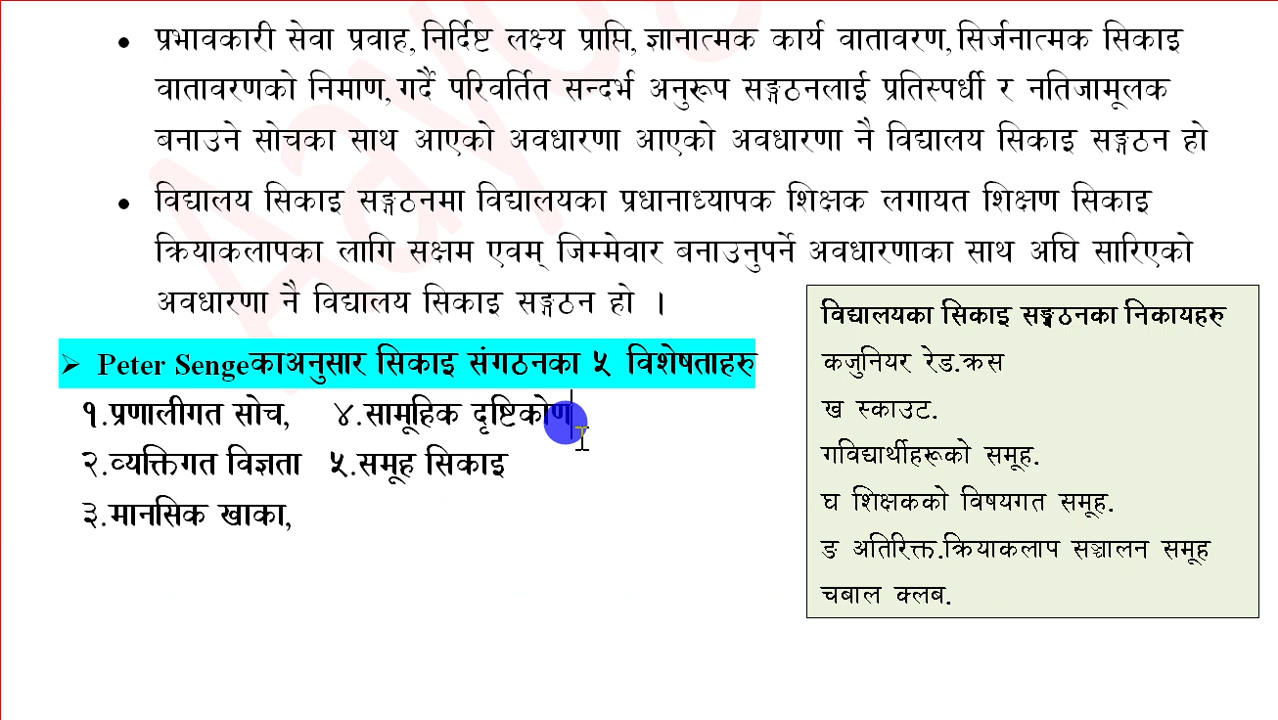 • प्रभावकारी सेवा प्रवाह, निर्दिष्ट लक्ष्य प्राप्ति, ज्ञानात्मक कार्य वातावरण, सिर्जनात्मक सिकाइ
वातावरणको निमाण, गर्दै परिवर्तित सन्दर्भ अनुरूप सङ्गठनलाई प्रतिस्पर्धी र नतिजामूलक
बनाउने सोचका साथ आएको अवधारणा आएको अवधारणा नै विद्यालय सिकाइ सङ्गठन हो
• विद्यालय सिकाइ सङ्गठनमा विद्यालयका प्रधानाध्यापक शिक्षक लगायत शिक्षण सिकाइ
क्रियाकलापका लागि सक्षम एवम् जिम्मेवार बनाउनुपर्ने अवधारणाका साथ अघि सारिएको
अवधारणा नै विद्यालय सिकाइ सङ्गठन हो ।
➢ Peter Sengeकाअनुसार सिकाइ संगठनका ५ विशेषताहरु
१.प्रणालीगत सोच, ४.सामूहिक दृष्टिकोण
२.व्यक्तिगत विज्ञता ५.समूह सिकाइ
३.मानसिक खाका,
विद्यालयका सिकाइ सङ्गठनका निकायहरु
कजुनियर रेड.क्रस
ख स्काउट.
गविद्यार्थीहरूको समूह.
घ शिक्षकको विषयगत समूह.
ङ अतिरिक्त.क्रियाकलाप सञ्चालन समूह
चबाल क्लब.